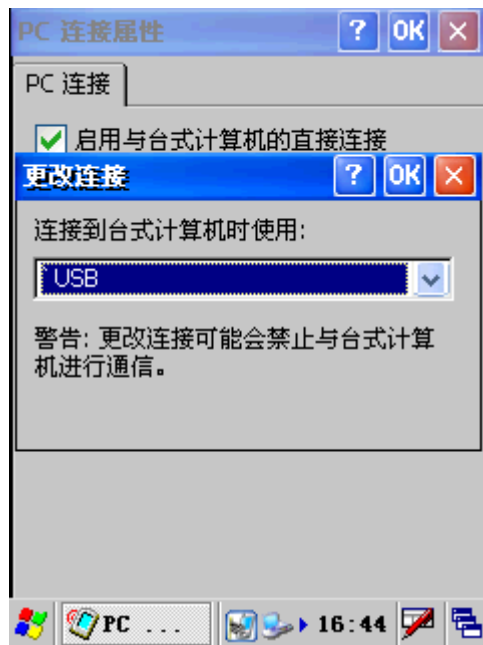 PC 连接属性 ? OK ×
PC 连接
启用与台式计算机的直接连接
更改连接 ? OK ×
连接到台式计算机时使用:
`USB
警告: 更改连接可能会禁止与台式计算
机进行通信。
PC ... 16:44